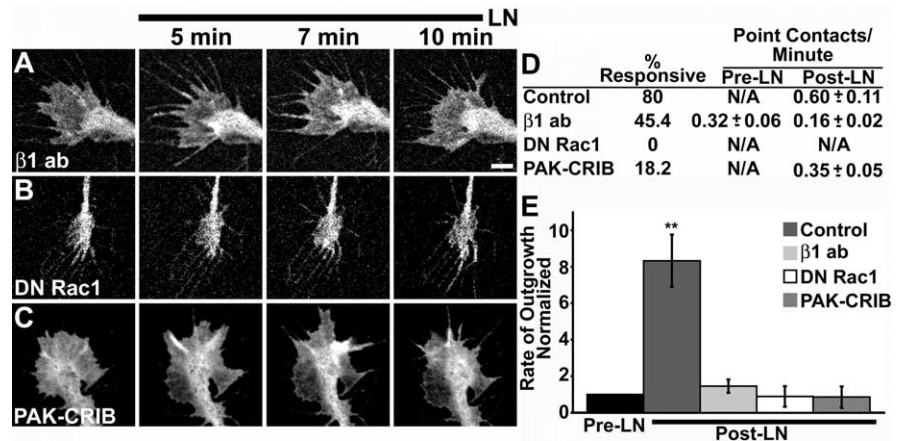 LN
5 min 7 min 10 min
A
β1 ab
B
DN Rac1
C
PAK-CRIB
D
% Responsive
Point Contacts/ Minute
Pre-LN Post-LN
Control 80 N/A 0.60 ± 0.11
β1 ab 45.4 0.32 ± 0.06 0.16 ± 0.02
DN Rac1 0 N/A N/A
PAK-CRIB 18.2 N/A 0.35 ± 0.05
E
Rate of Outgrowth
Normalized
10
8
6
4
2
0
**
Control
β1 ab
DN Rac1
PAK-CRIB
Pre-LN
Post-LN